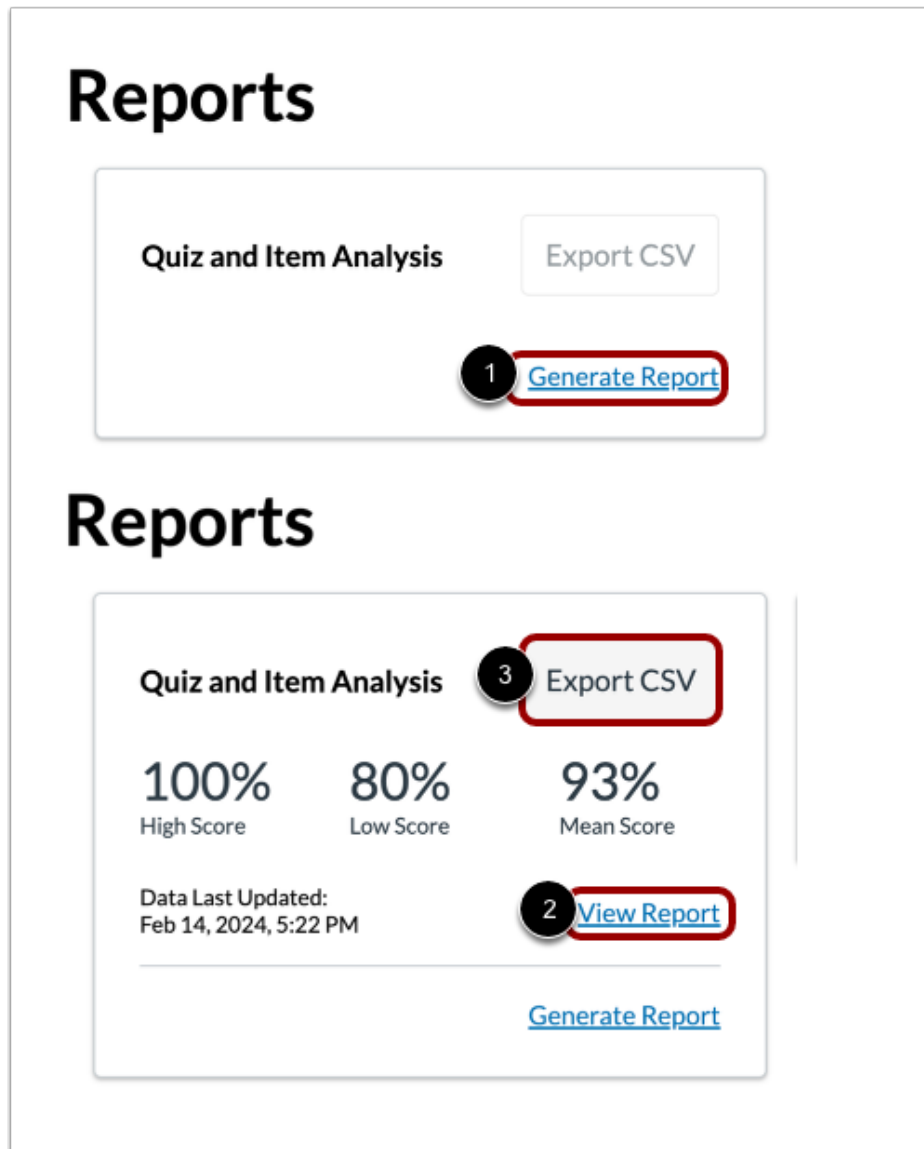 Reports
Quiz and Item Analysis
Export CSV
1
Generate Report
Reports
Quiz and Item Analysis
3
Export CSV
100%
80%
93%
High Score
Low Score
Mean Score
Data Last Updated:
Feb 14, 2024, 5:22 PM
2
View Report
Generate Report